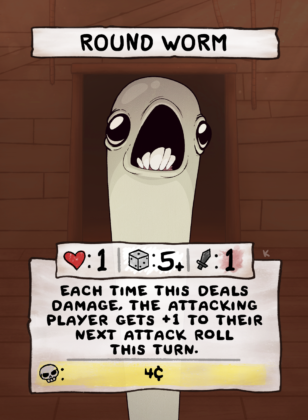 ROUND WORM
:1 :5+ :1
EACH TIME THIS DEALS
DAMAGE, THE ATTACKING
PLAYER GETS +1 TO THEIR
NEXT ATTACK ROLL
THIS TURN.
: 4¢